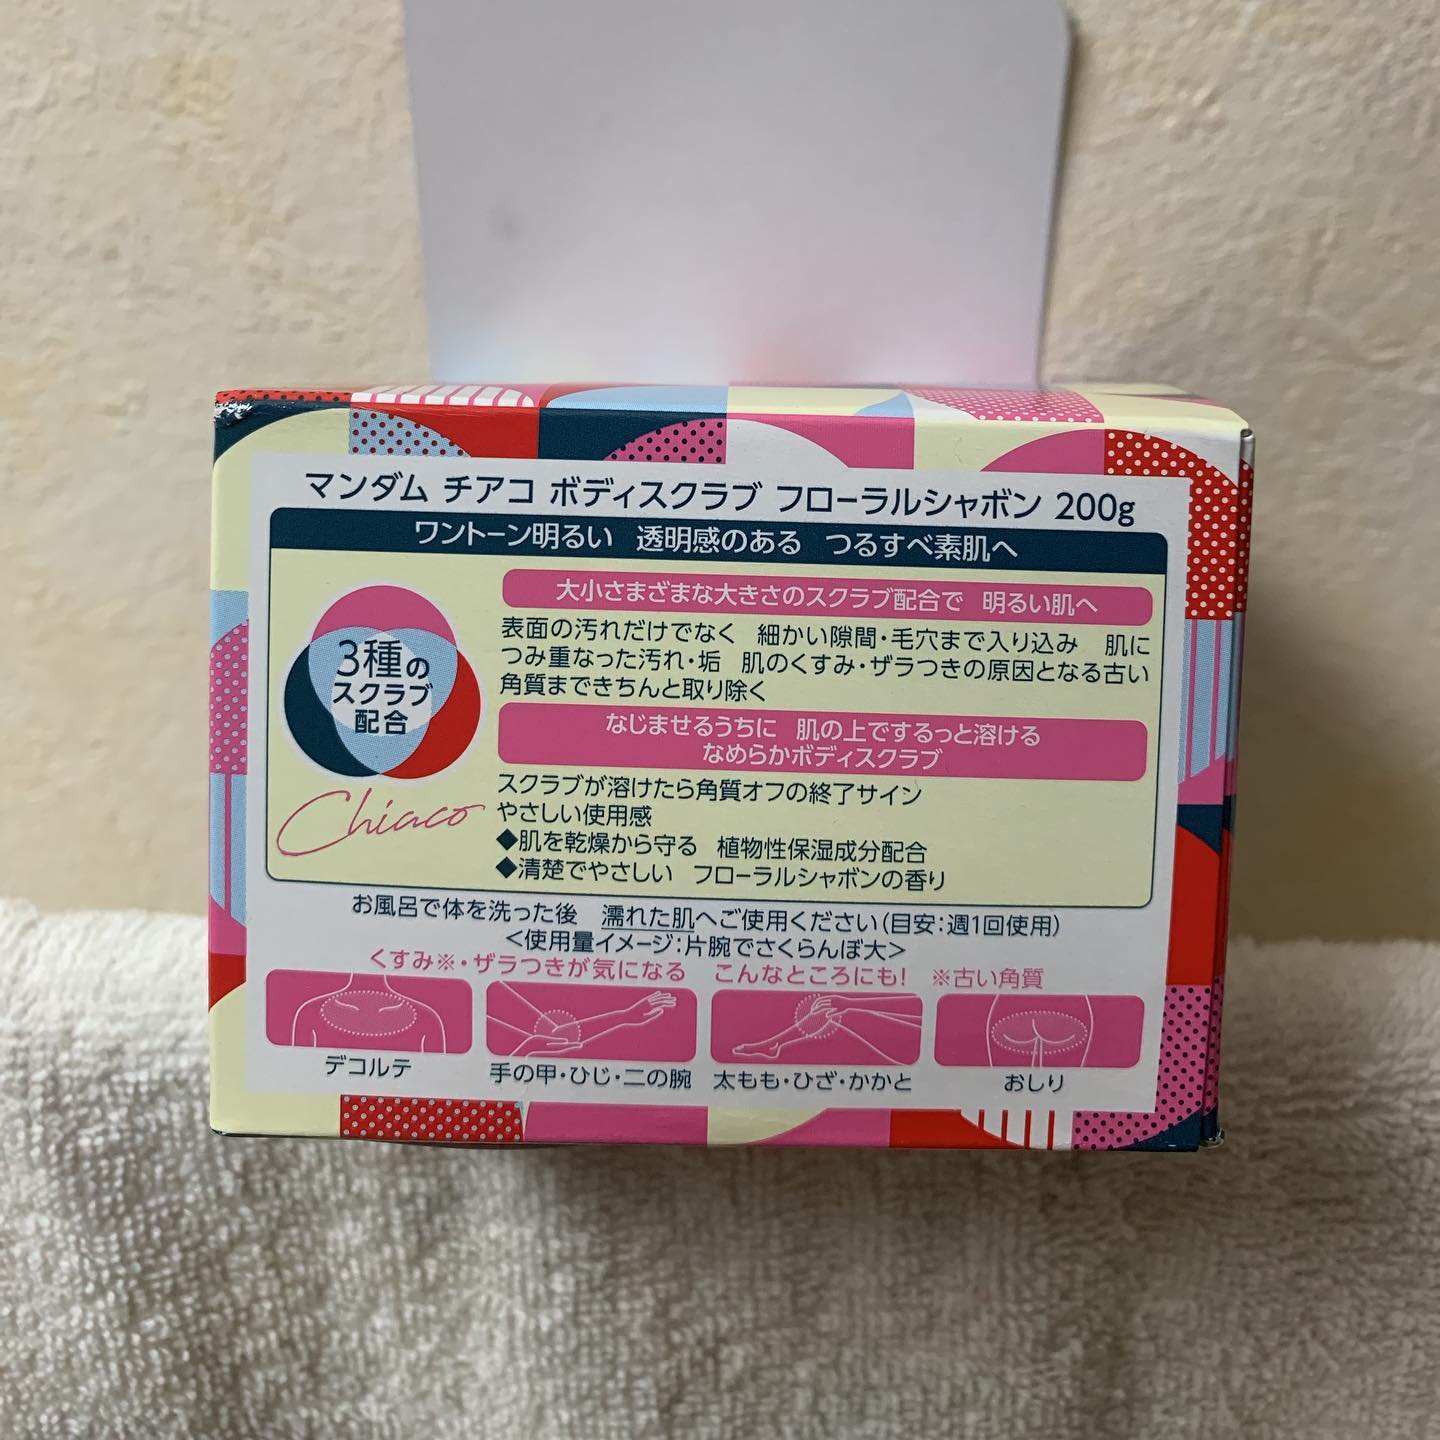 マンダム チアコ ボディスクラブ フローラルシャボン 200g
ワントーン明るい 透明感のある つるすべ素肌へ
3種の
スクラブ
配合
Chiaco
大小さまざまな大きさのスクラブ配合で 明るい肌へ
表面の汚れだけでなく 細かい隙間・毛穴まで入り込み 肌に
つみ重なった汚れ・垢 肌のくすみ・ザラつきの原因となる古い
角質まできちんと取り除く
なじませるうちに 肌の上でするっと溶ける
なめらかボディスクラブ
スクラブが溶けたら角質オフの終了サイン
やさしい使用感
◆肌を乾燥から守る 植物性保湿成分配合
◆清楚でやさしい フローラルシャボンの香り
お風呂で体を洗った後 濡れた肌へご使用ください(目安:週1回使用)
<使用量イメージ:片腕でさくらんぼ大>
くすみ※・ザラつきが気になる こんなところにも! ※古い角質
デコルテ
手の甲・ひじ・二の腕
太もも・ひざ・かかと
おしり